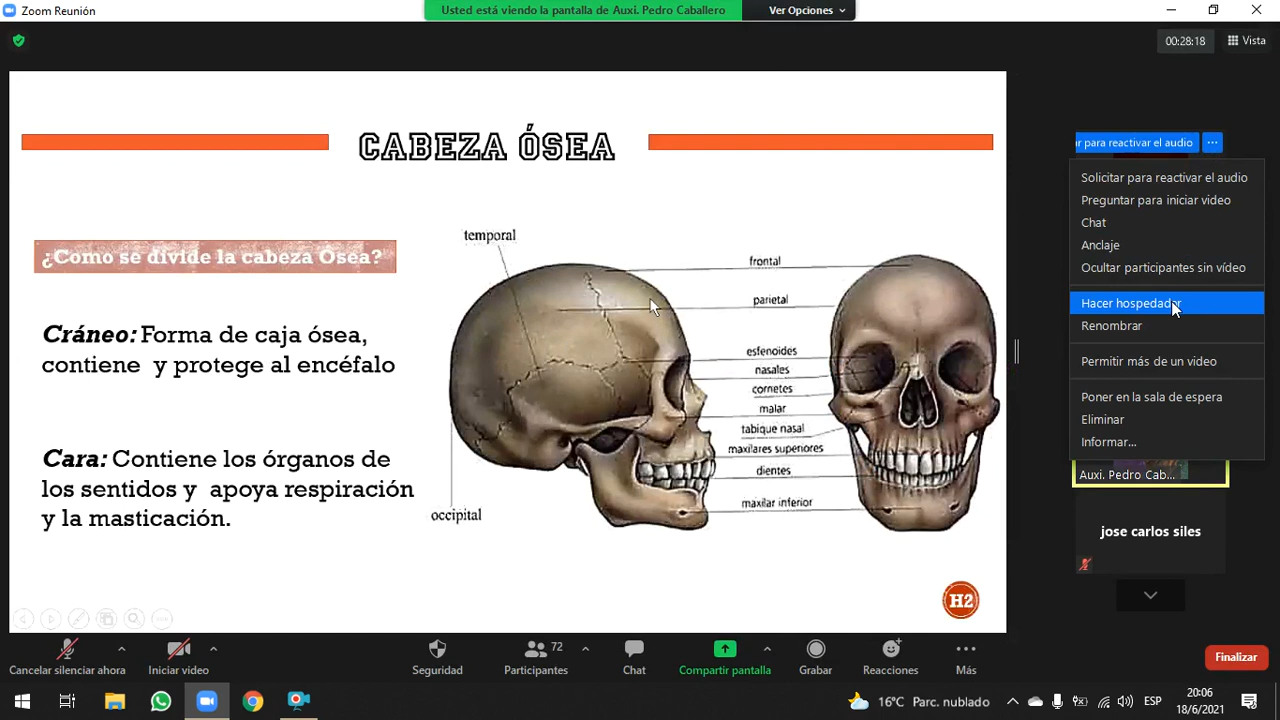 Zoom Reunión
Usted está viendo la pantalla de Auxi. Pedro Caballero
Ver Opciones
00:28:18
Vista
CABEZA ÓSEA
¿Como se divide la cabeza Osea?
Cráneo: Forma de caja ósea,
contiene y protege al encéfalo
Cara: Contiene los órganos de
los sentidos y apoya respiración
y la masticación.
temporal
occipital
frontal
parietal
esfenoides
nasales
cornetes
malar
tabique nasal
maxilares superiores
dientes
maxilar inferior
H2
ar para reactivar el audio
Solicitar para reactivar el audio
Preguntar para iniciar video
Chat
Anclaje
Ocultar participantes sin vídeo
Hacer hospedador
Renombrar
Permitir más de un vídeo
Poner en la sala de espera
Eliminar
Informar...
Auxi. Pedro Cab...
jose carlos siles
Cancelar silenciar ahora
Iniciar video
Seguridad
72
Participantes
Chat
Compartir pantalla
Grabar
Reacciones
Más
Finalizar
16°C Parc. nublado
ESP
20:06
18/6/2021